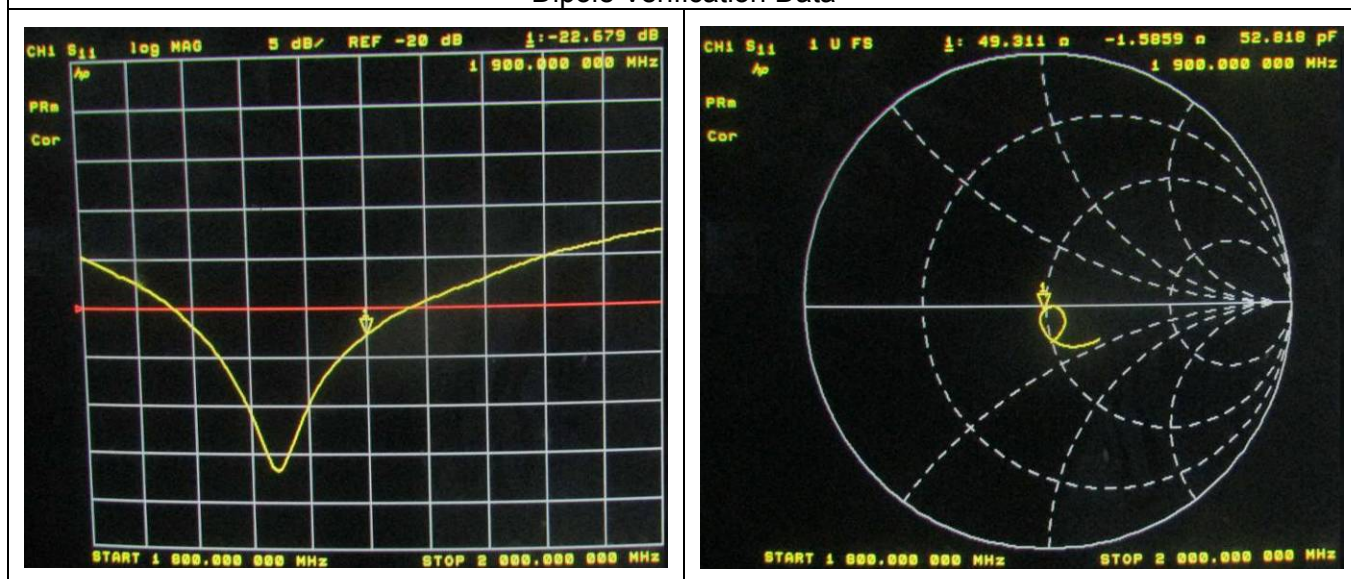 Dipole Verification Data
CH1 S11 log MAG 5 dB/ REF -20 dB 1:-22.679 dB
hp
1 900.000 000 MHz
PRm
Cor
START 1 800.000 000 MHz STOP 2 000.000 000 MHz
CH1 S11 1 U FS 1: 49.311 Ω -1.5859 Ω 52.818 pF
hp
1 900.000 000 MHz
PRm
Cor
1
START 1 800.000 000 MHz STOP 2 000.000 000 MHz